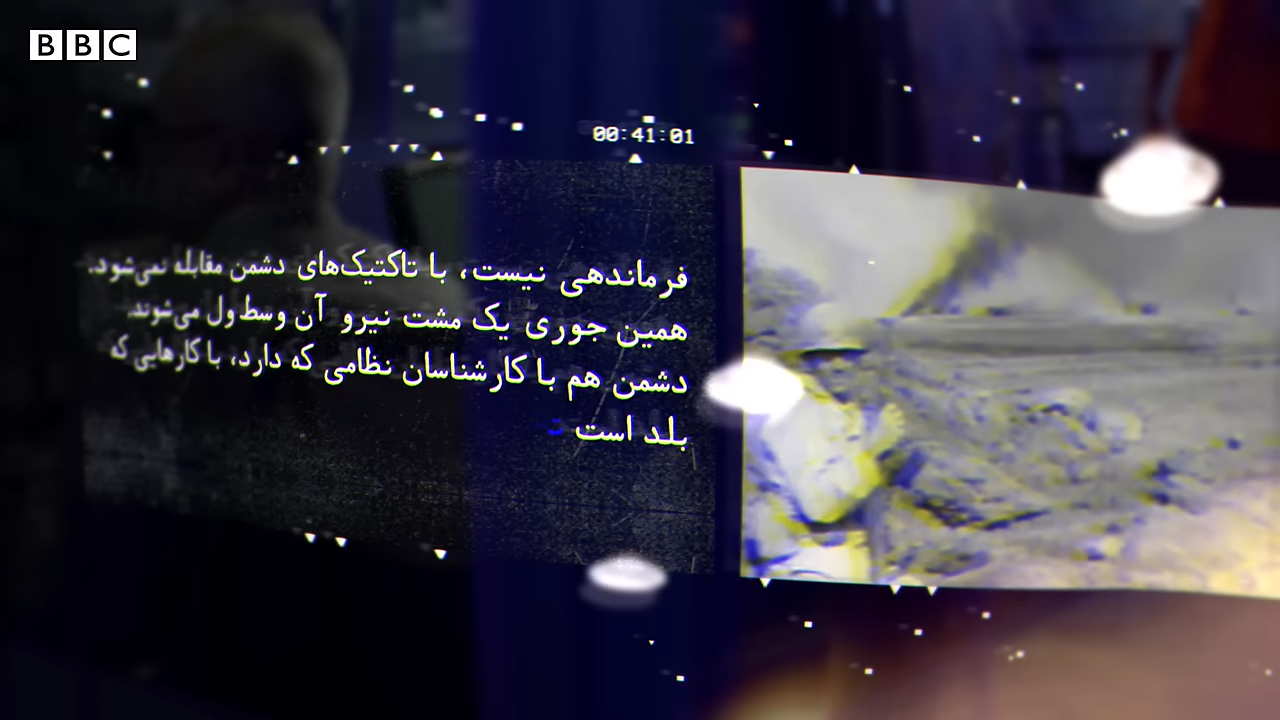 BBC
00:41:01
فرماندهی نیست، با تاکتیک‌های دشمن مقابله نمی‌شود.
همین جوری یک مشت نیرو آن وسط ول می‌شوند.
دشمن هم با کارشناسان نظامی که دارد، با کارهایی که
بلد است